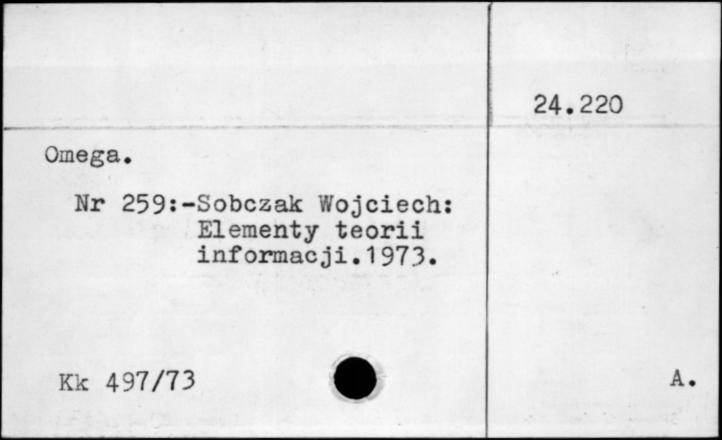 24.220
Omega.
Nr 259:-Sobczak Wojciech:
Elementy teorii
informacji.1973.
Kk 497/73
A.